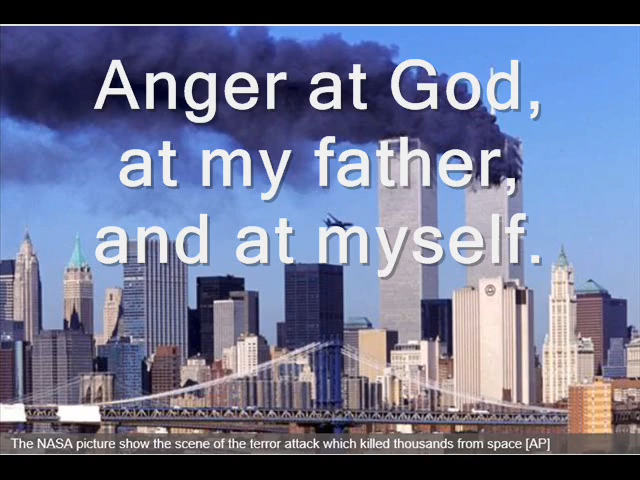 Anger at God,
at my father,
and at myself.
The NASA picture show the scene of the terror attack which killed thousands from space [AP]